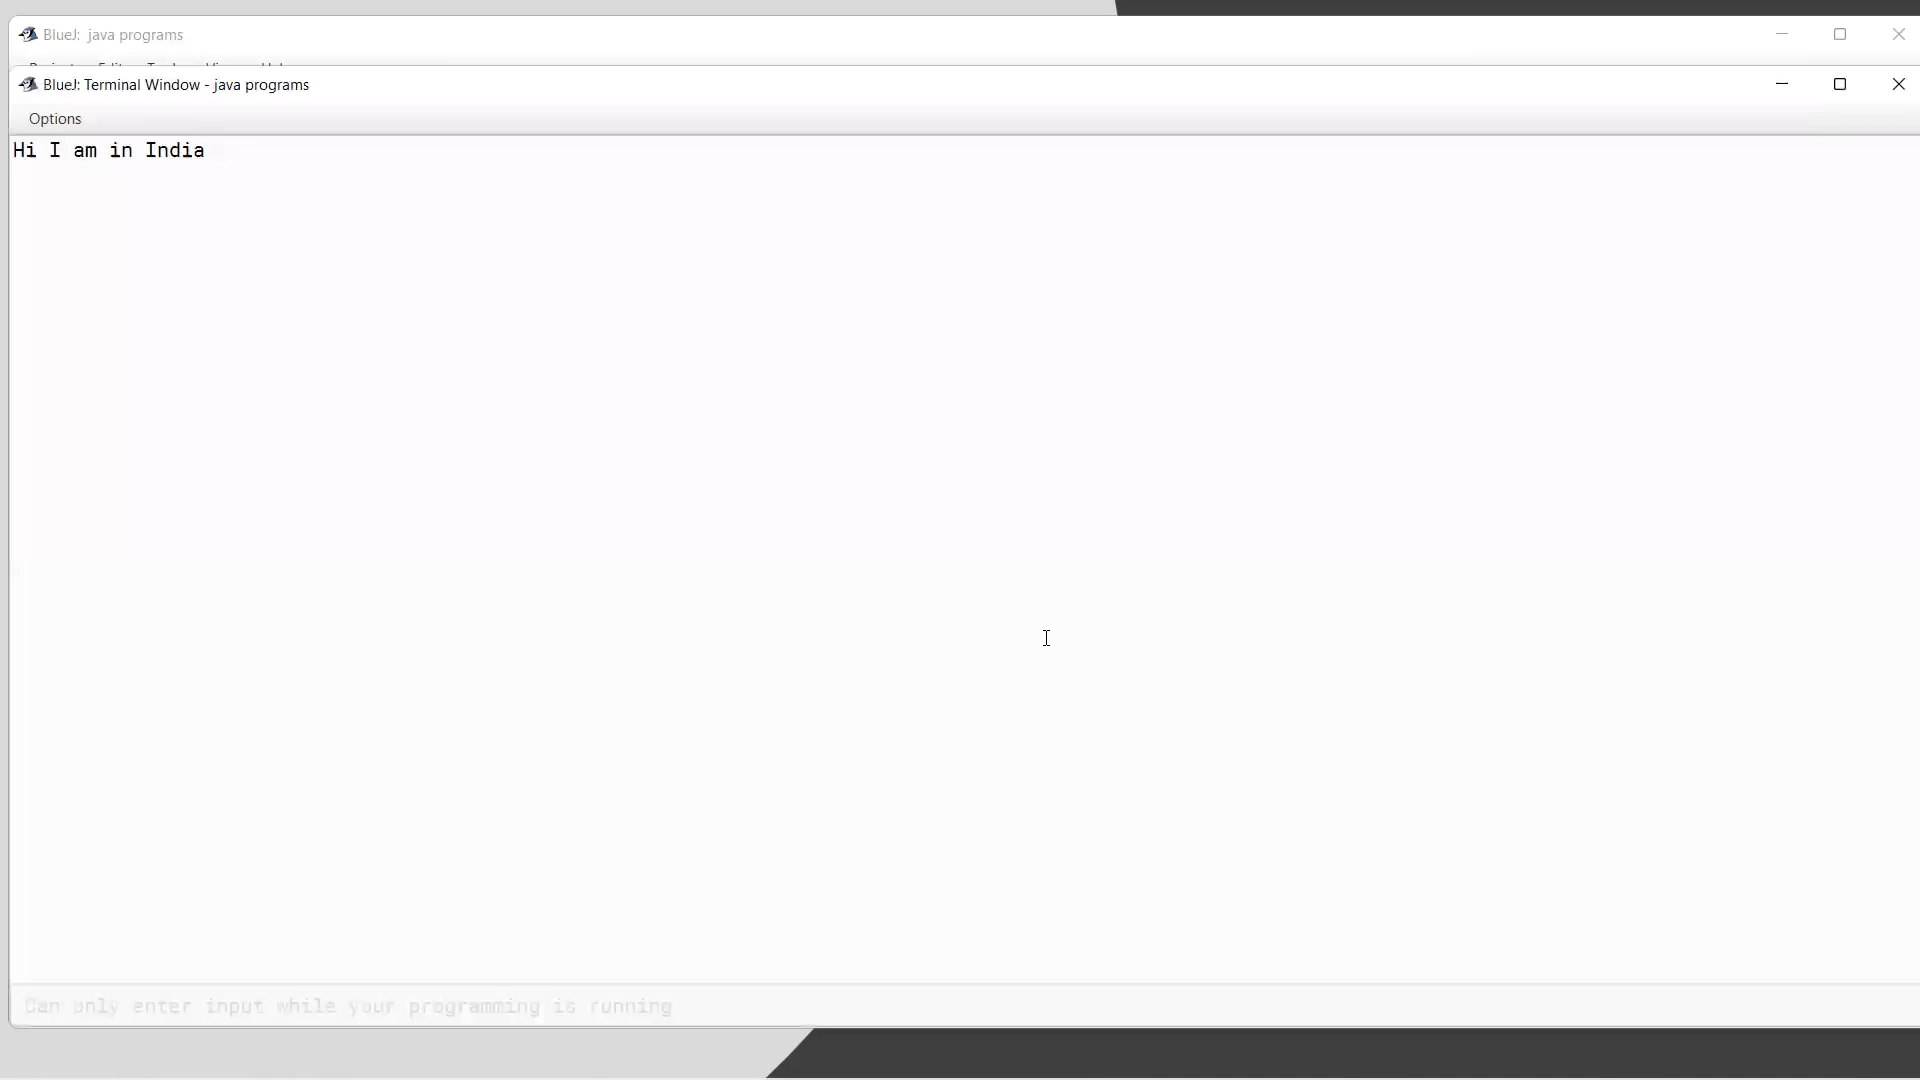 BlueJ: java programs
BlueJ: Terminal Window - java programs
Options
Hi I am in India
Can only enter input while your programming is running